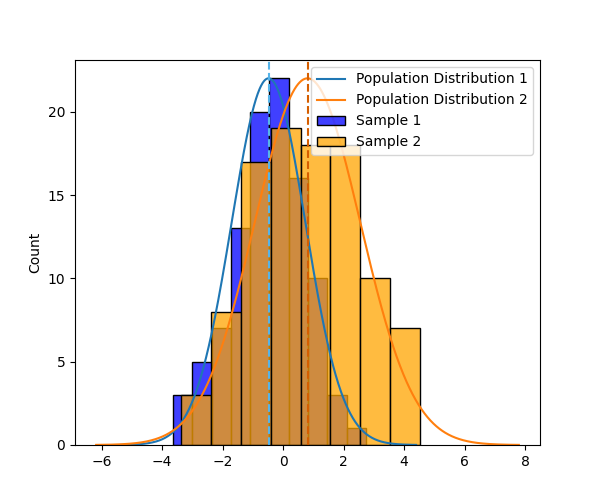 Population Distribution 1
Population Distribution 2
Sample 1
Sample 2
Count
20
15
10
5
0
−6 −4 −2 0 2 4 6 8